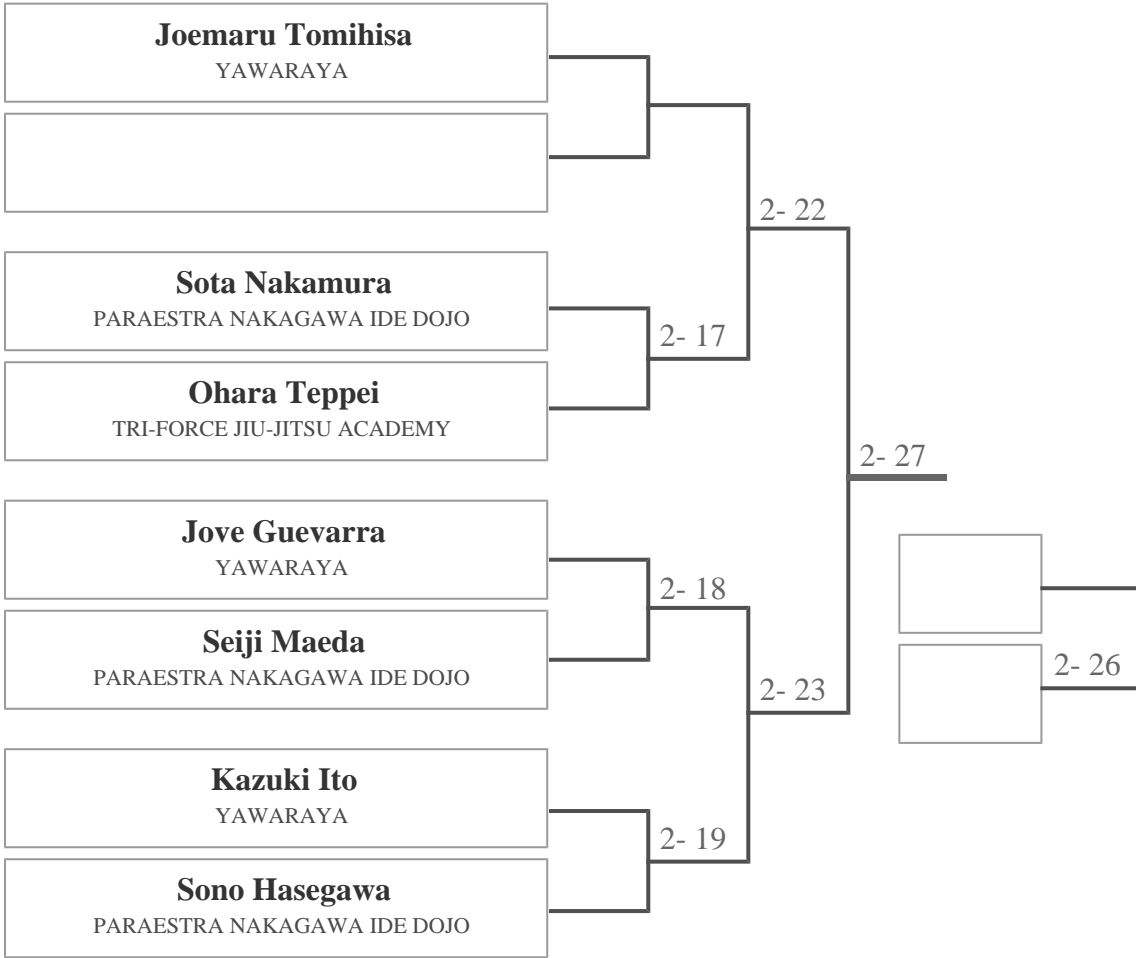 Joemaru Tomihisa
YAWARAYA
2- 22
Sota Nakamura
PARAESTRA NAKAGAWA IDE DOJO
2- 17
Ohara Teppei
TRI-FORCE JIU-JITSU ACADEMY
2- 27
Jove Guevarra
YAWARAYA
2- 18
Seiji Maeda
PARAESTRA NAKAGAWA IDE DOJO
2- 26
2- 23
Kazuki Ito
YAWARAYA
2- 19
Sono Hasegawa
PARAESTRA NAKAGAWA IDE DOJO